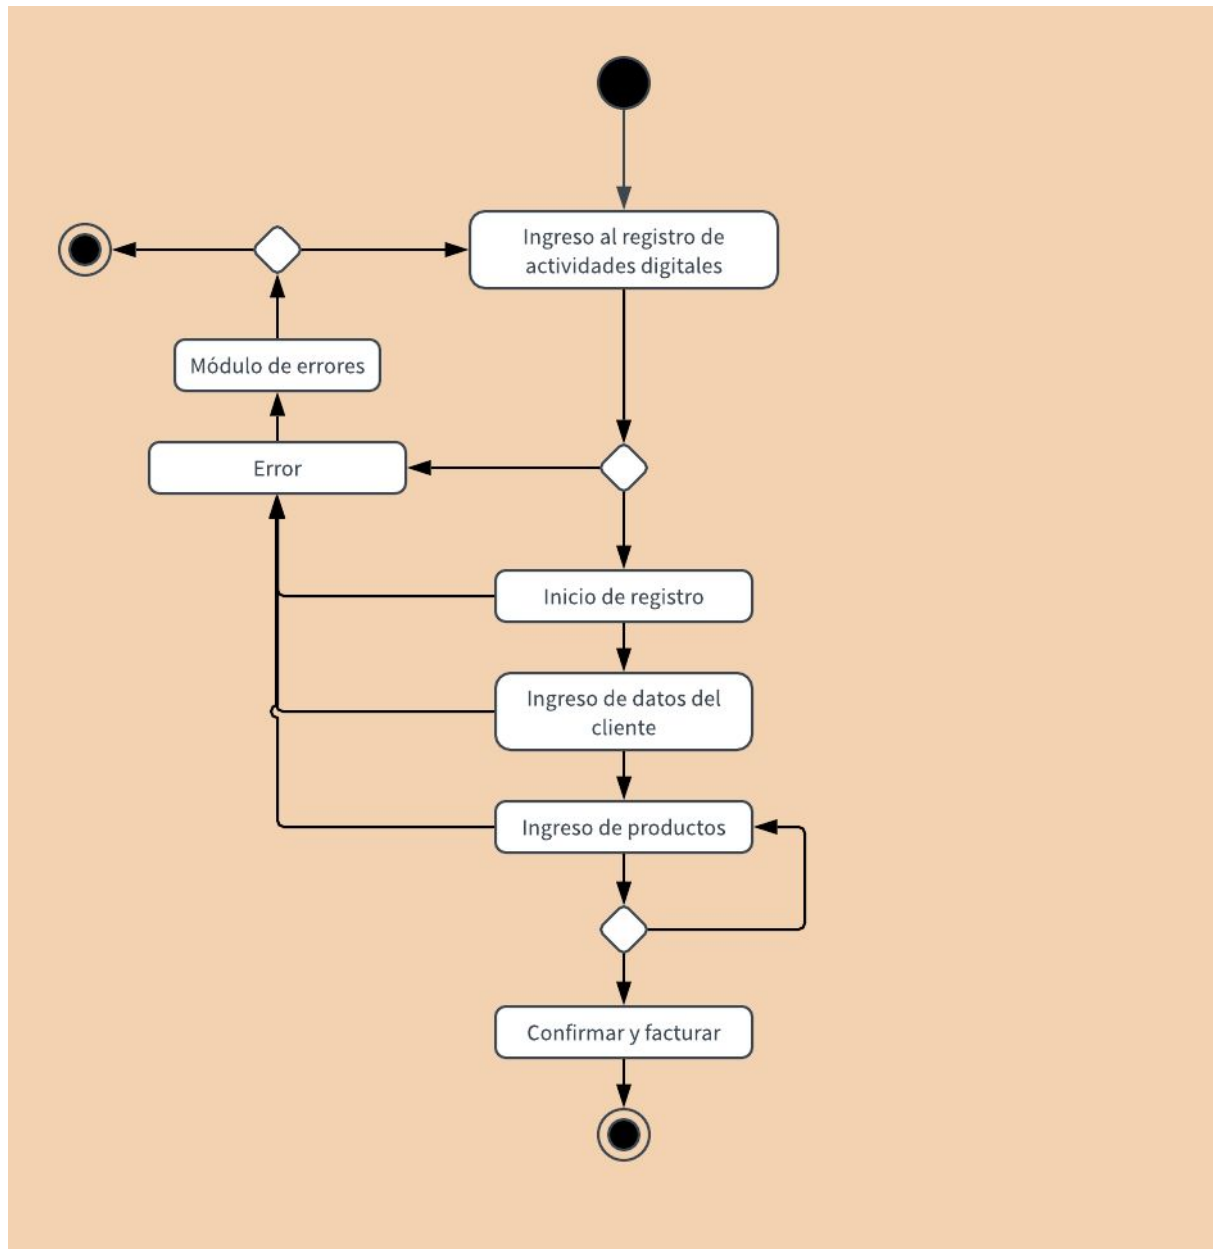 Ingreso al registro de
actividades digitales
Módulo de errores
Error
Inicio de registro
Ingreso de datos del
cliente
Ingreso de productos
Confirmar y facturar